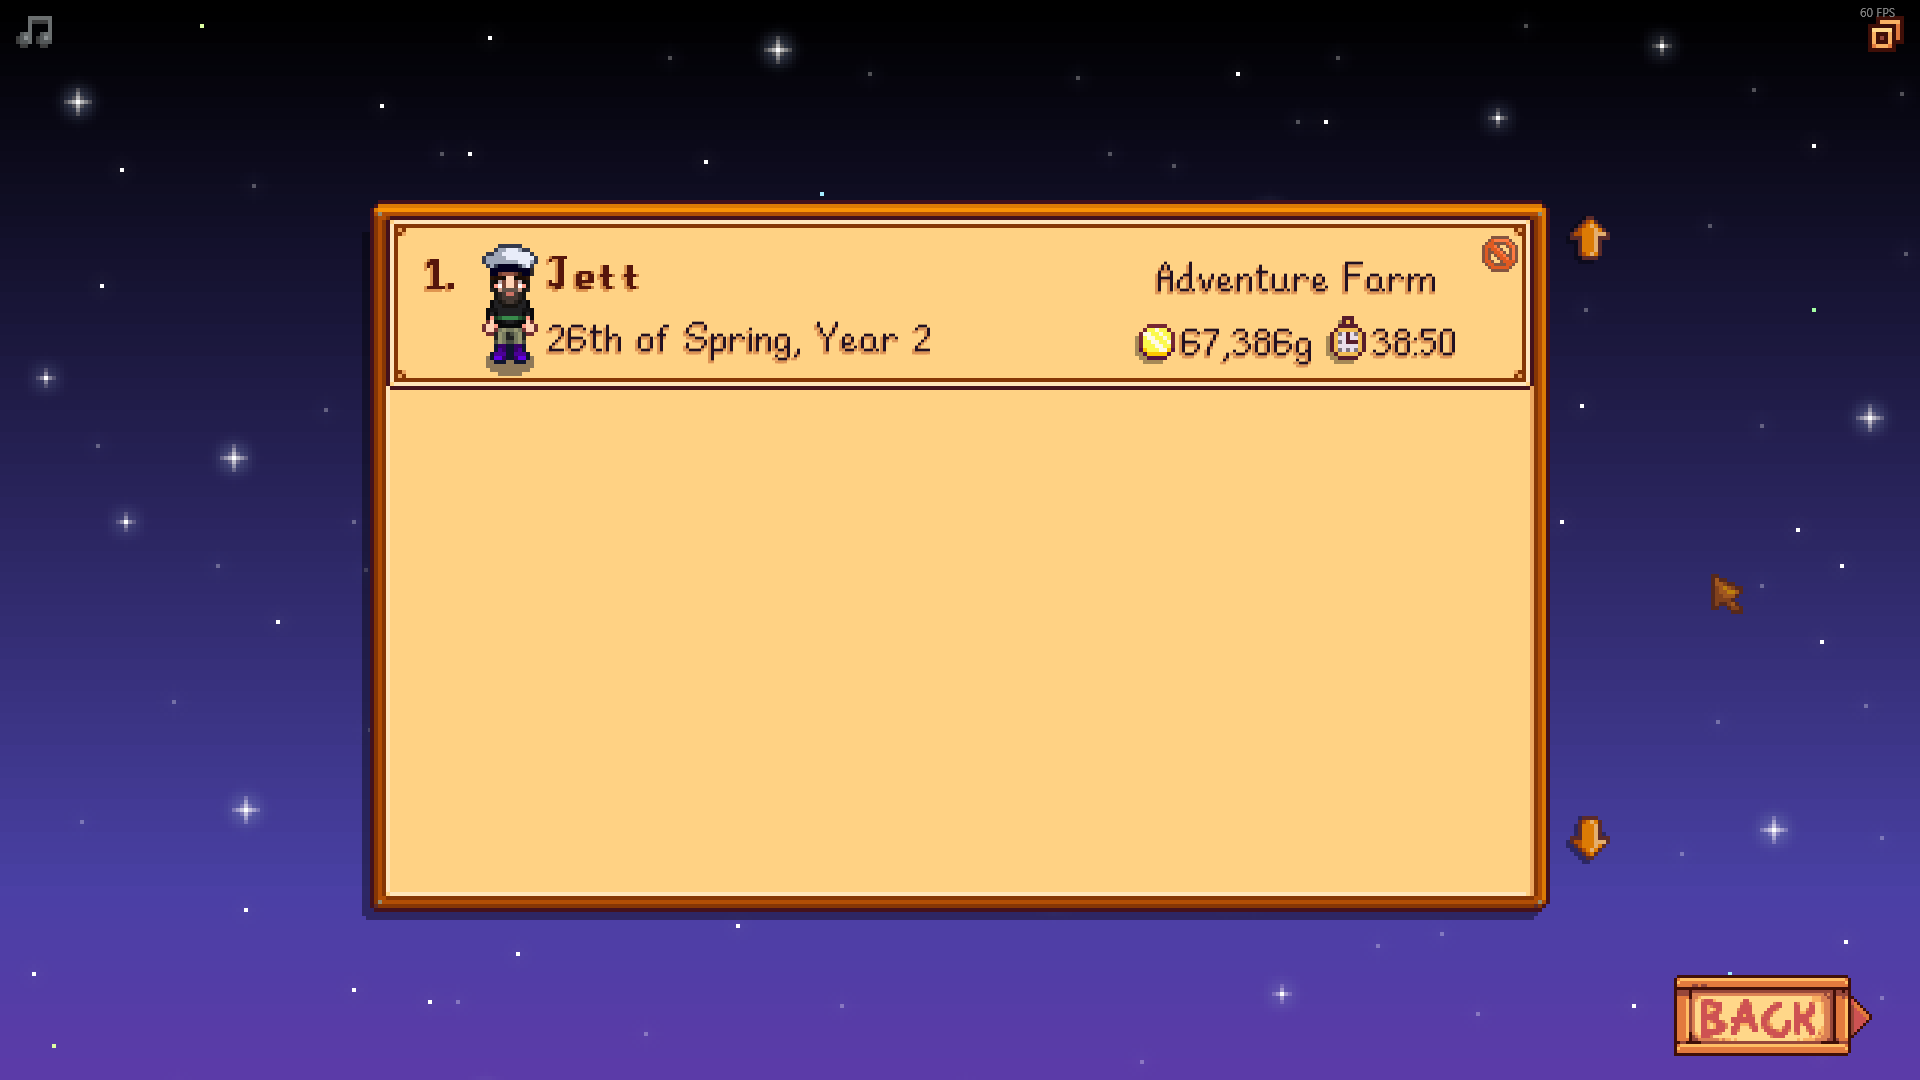 60 FPS
1. Jett
Adventure Farm
26th of Spring, Year 2
67,386g 38:50
BACK